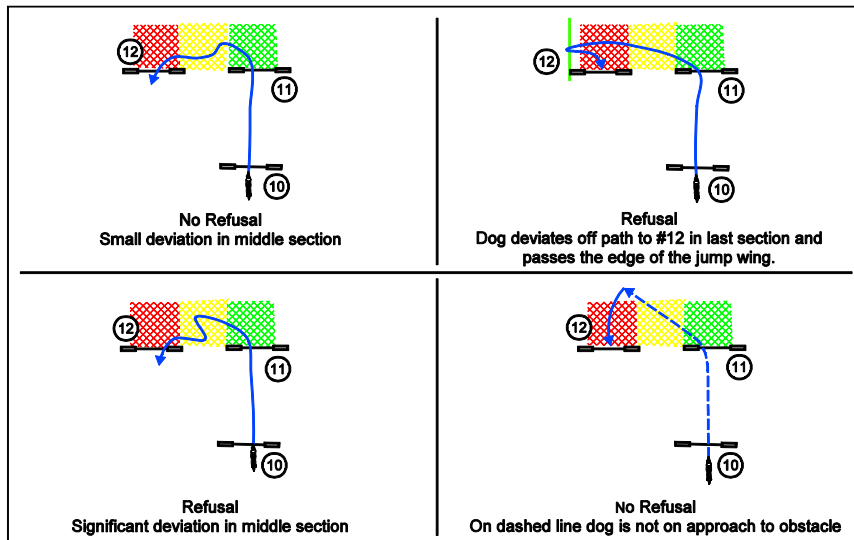 12
11
10
No Refusal
Small deviation in middle section
12
11
10
Refusal
Dog deviates off path to #12 in last section and
passes the edge of the jump wing.
12
11
10
Refusal
Significant deviation in middle section
12
11
10
No Refusal
On dashed line dog is not on approach to obstacle